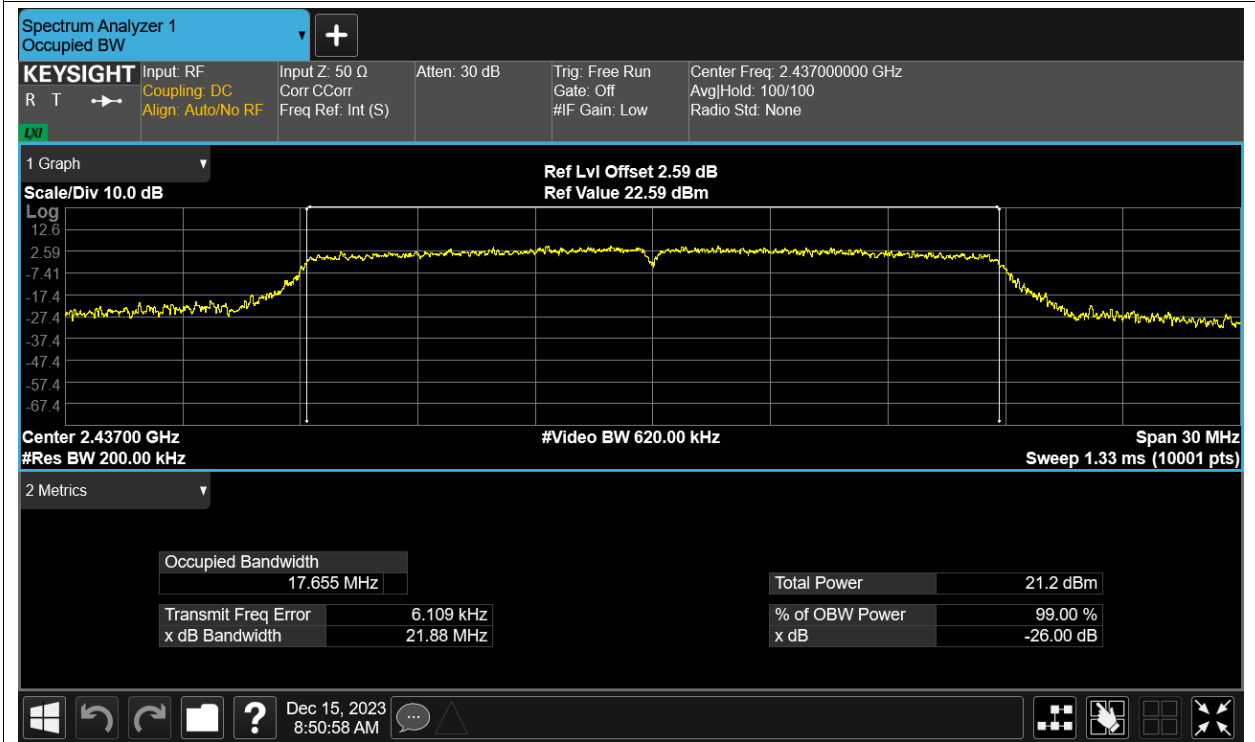 Spectrum Analyzer 1
Occupied BW
KEYSIGHT
R T
LXI
Input: RF
Coupling: DC
Align: Auto/No RF
Input Z: 50 Ω
Corr CCorr
Freq Ref: Int (S)
Atten: 30 dB
Trig: Free Run
Gate: Off
#IF Gain: Low
Center Freq: 2.437000000 GHz
Avg|Hold: 100/100
Radio Std: None
1 Graph
Scale/Div 10.0 dB
Ref Lvl Offset 2.59 dB
Ref Value 22.59 dBm
Log
12.6
2.59
-7.41
-17.4
-27.4
-37.4
-47.4
-57.4
-67.4
Center 2.43700 GHz
#Res BW 200.00 kHz
#Video BW 620.00 kHz
Span 30 MHz
Sweep 1.33 ms (10001 pts)
2 Metrics
Occupied Bandwidth
17.655 MHz
Transmit Freq Error 6.109 kHz
x dB Bandwidth 21.88 MHz
Total Power 21.2 dBm
% of OBW Power 99.00 %
x dB -26.00 dB
?
Dec 15, 2023
8:50:58 AM